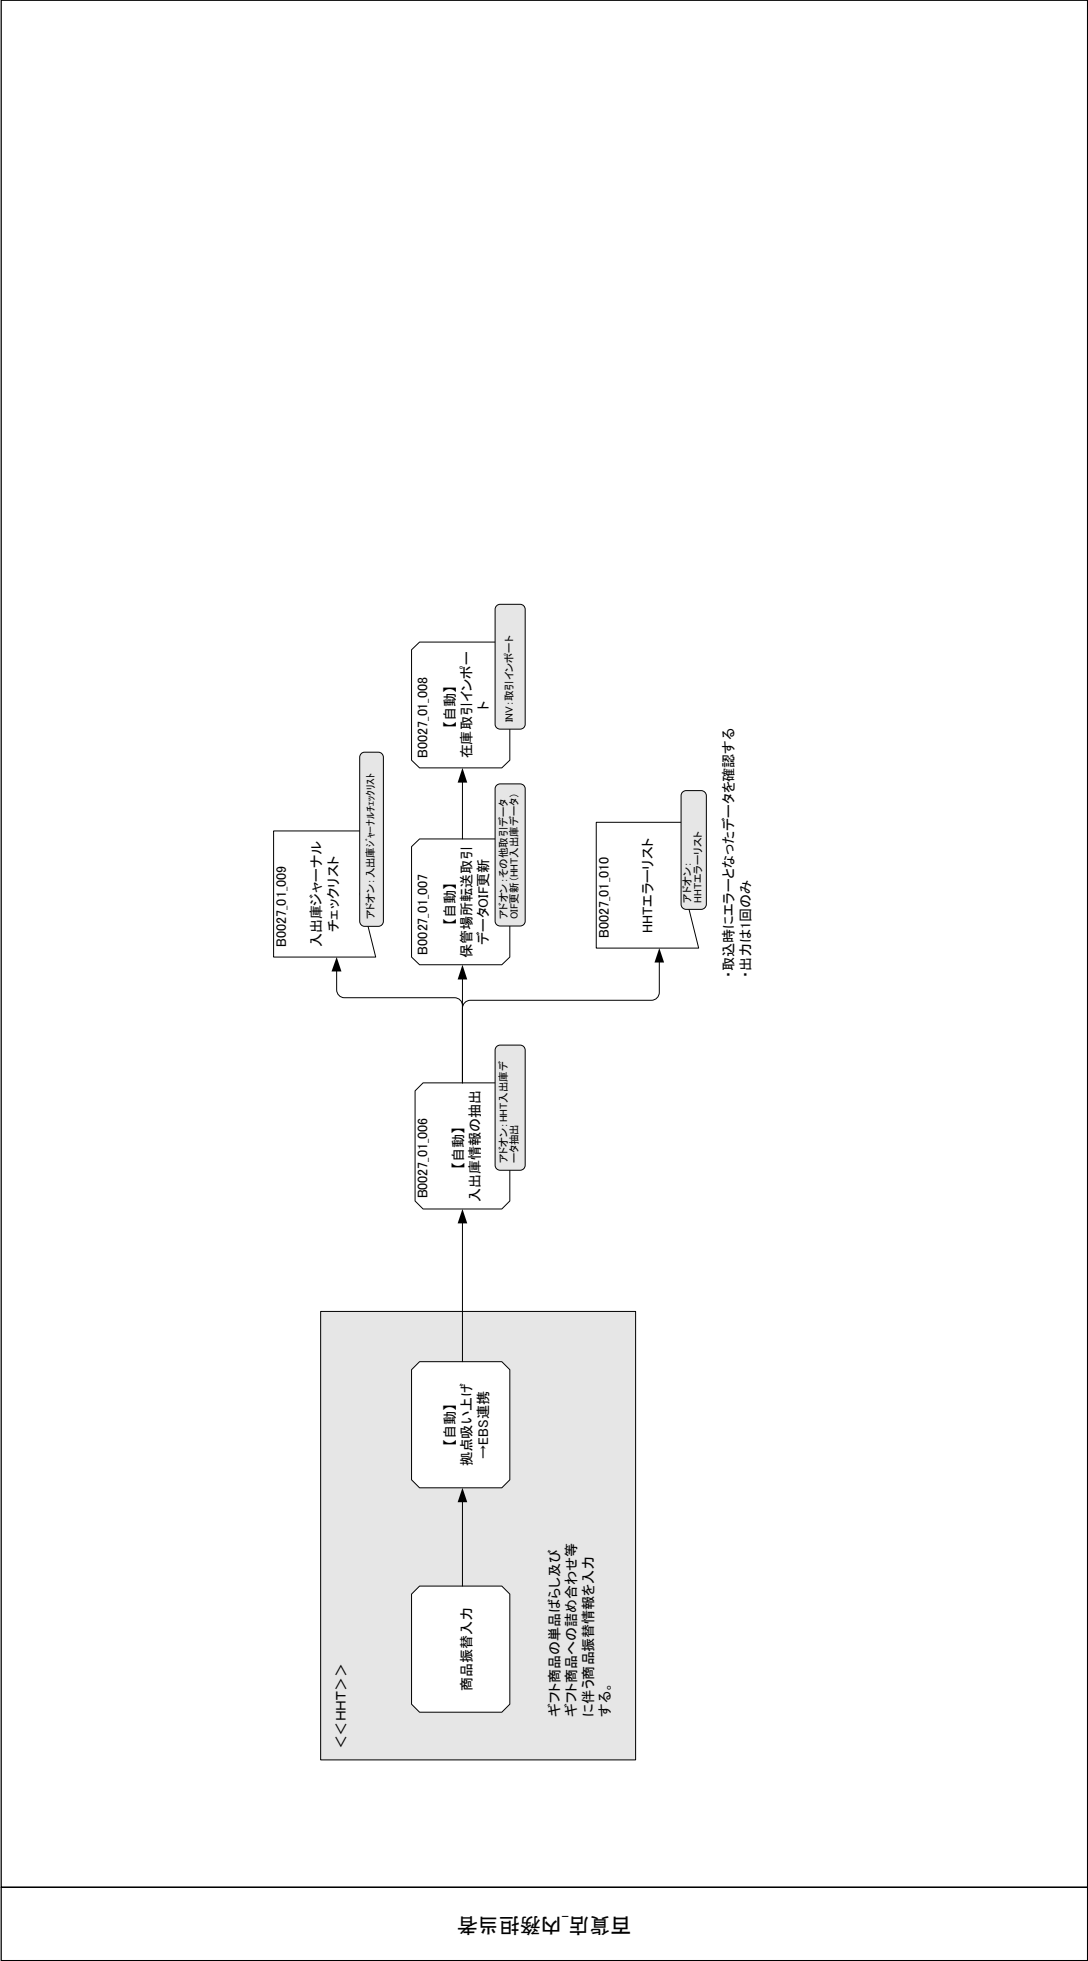 百貨店_内務担当者
<<HHT>>
商品振替入力
ギフト商品の単品ばらし及び
ギフト商品への詰め合わせ等
に伴う商品振替情報を入力
する。
【自動】
拠点吸い上げ
→EBS連携
B0027_01_006
【自動】
入出庫情報の抽出
アドオン:HHT入出庫デ
ータ抽出
B0027_01_009
入出庫ジャーナル
チェックリスト
アドオン:入出庫ジャーナルチェックリスト
B0027_01_007
【自動】
保管場所転送取引
データOIF更新
アドオン:その他取引データ
OIF更新(HHT入出庫データ)
B0027_01_008
【自動】
在庫取引インポー
ト
INV:取引インポート
B0027_01_010
HHTエラーリスト
アドオン:
HHTエラーリスト
・取込時にエラーとなったデータを確認する
・出力は1回のみ